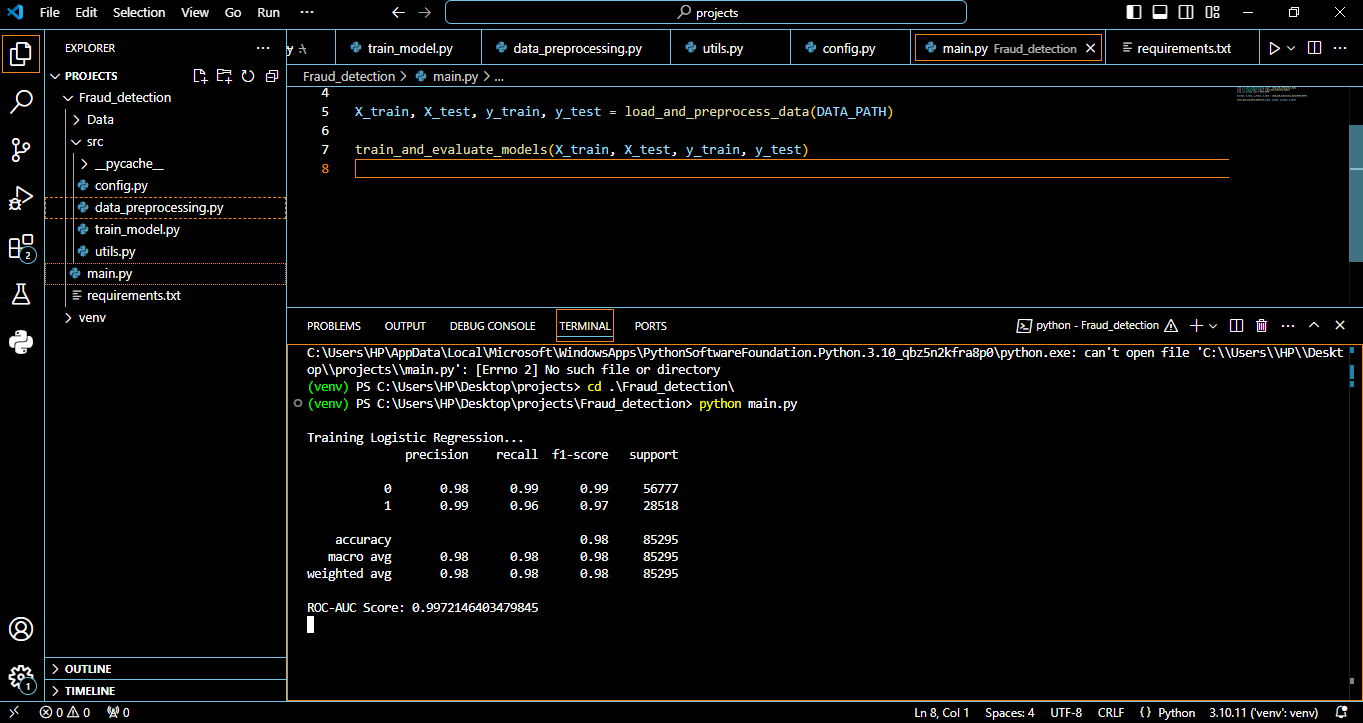 File Edit Selection View Go Run ··· projects
EXPLORER ···
PROJECTS
Fraud_detection
Data
src
__pycache__
config.py
data_preprocessing.py
train_model.py
utils.py
main.py
requirements.txt
venv
OUTLINE
TIMELINE
2
1
y train_model.py data_preprocessing.py utils.py config.py main.py Fraud_detection requirements.txt ···
Fraud_detection > main.py > ...
4
5 X_train, X_test, y_train, y_test = load_and_preprocess_data(DATA_PATH)
6
7 train_and_evaluate_models(X_train, X_test, y_train, y_test)
8
PROBLEMS OUTPUT DEBUG CONSOLE TERMINAL PORTS python - Fraud_detection ···
C:\Users\HP\AppData\Local\Microsoft\WindowsApps\PythonSoftwareFoundation.Python.3.10_qbz5n2kfra8p0\python.exe: can't open file 'C:\\Users\\HP\\Deskt
op\\projects\\main.py': [Errno 2] No such file or directory
(venv) PS C:\Users\HP\Desktop\projects> cd .\Fraud_detection\
(venv) PS C:\Users\HP\Desktop\projects\Fraud_detection> python main.py
Training Logistic Regression...
precision recall f1-score support
0 0.98 0.99 0.99 56777
1 0.99 0.96 0.97 28518
accuracy 0.98 85295
macro avg 0.98 0.98 0.98 85295
weighted avg 0.98 0.98 0.98 85295
ROC-AUC Score: 0.9972146403479845
0 0 0 Ln 8, Col 1 Spaces: 4 UTF-8 CRLF {} Python 3.10.11 ('venv': venv)